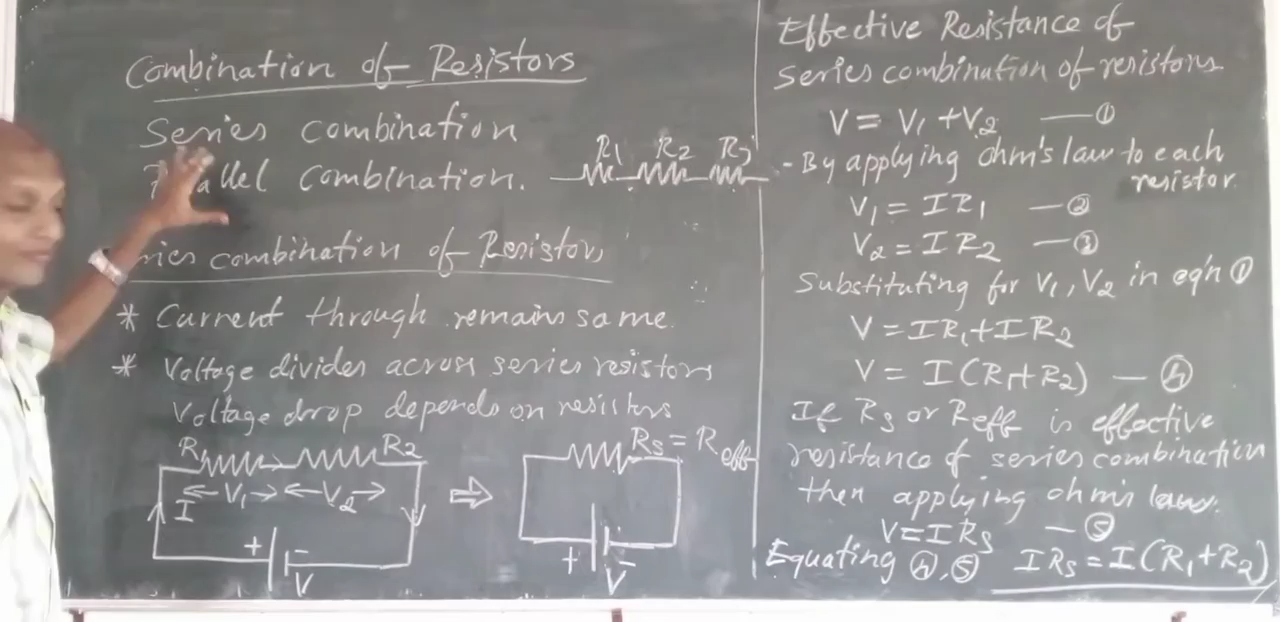 Combination of Resistors
Series combination
Parallel combination.
R1 R2 R3
Series combination of Resistors
* Current through remains same.
* Voltage divides across series resistors
Voltage drop depends on resistors
R1 R2
I V1 V2
+ - V
Rs = Reff
+ - V
Effective Resistance of
series combination of resistors
V = V1 + V2 — ①
- By applying ohm's law to each
resistor.
V1 = IR1 — ②
V2 = IR2 — ③
Substituting for V1, V2 in eq'n ①
V = IR1 + IR2
V = I(R1 + R2) — ④
If Rs or Reff is effective
resistance of series combination
then applying ohm's law.
V = IRs — ⑤
Equating ④, ⑤ IRs = I(R1 + R2)